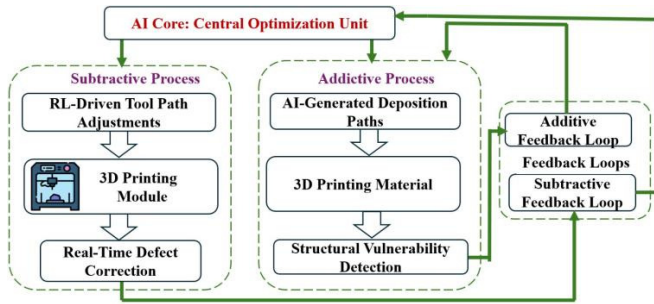 AI Core: Central Optimization Unit
Subtractive Process
RL-Driven Tool Path
Adjustments
3D Printing
Module
Real-Time Defect
Correction
Addictive Process
AI-Generated Deposition
Paths
3D Printing Material
Structural Vulnerability
Detection
Additive
Feedback Loop
Feedback Loops
Subtractive
Feedback Loop